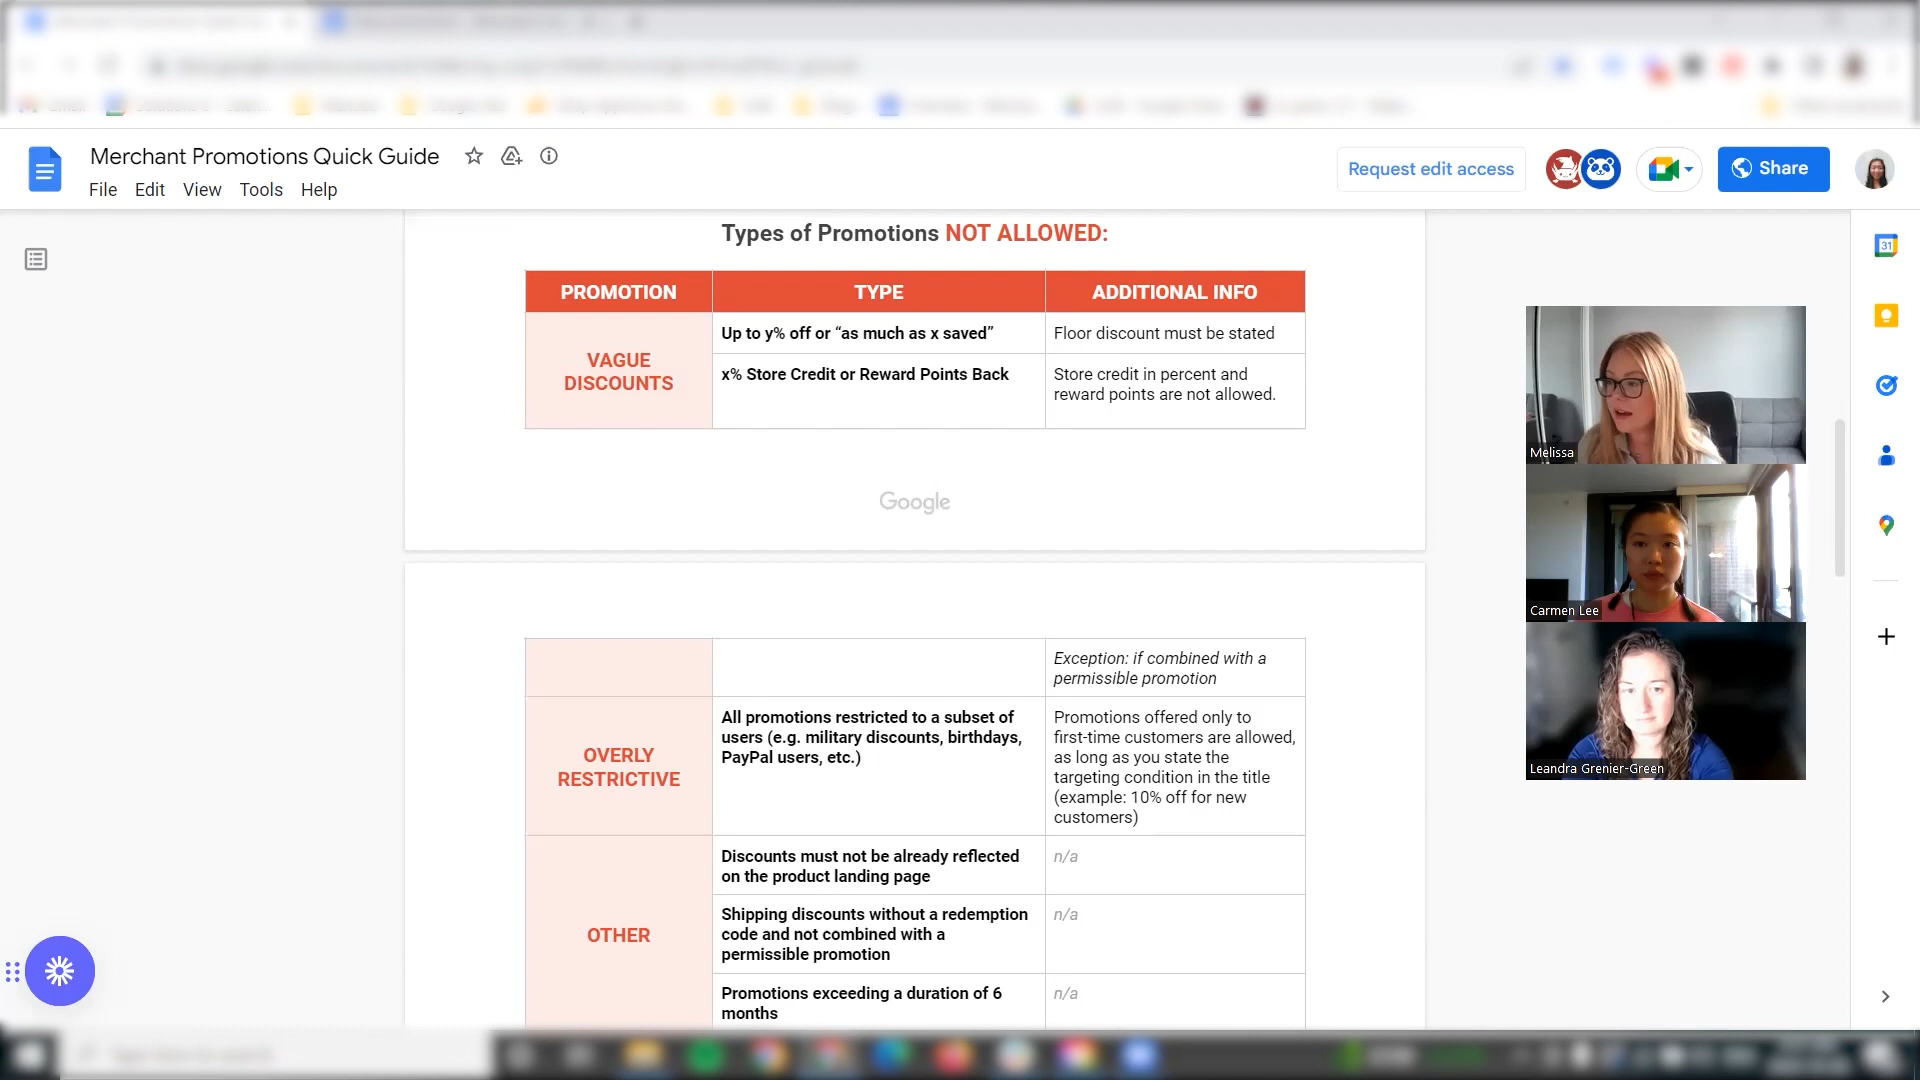 Merchant Promotions Quick Guide
File Edit View Tools Help
Request edit access
Share
31
Types of Promotions NOT ALLOWED:
PROMOTION TYPE ADDITIONAL INFO
VAGUE
DISCOUNTS
Up to y% off or “as much as x saved”
Floor discount must be stated
x% Store Credit or Reward Points Back
Store credit in percent and
reward points are not allowed.
Google
Exception: if combined with a
permissible promotion
OVERLY
RESTRICTIVE
All promotions restricted to a subset of
users (e.g. military discounts, birthdays,
PayPal users, etc.)
Promotions offered only to
first-time customers are allowed,
as long as you state the
targeting condition in the title
(example: 10% off for new
customers)
OTHER
Discounts must not be already reflected
on the product landing page
n/a
Shipping discounts without a redemption
code and not combined with a
permissible promotion
n/a
Promotions exceeding a duration of 6
months
n/a
Melissa
Carmen Lee
Leandra Grenier-Green